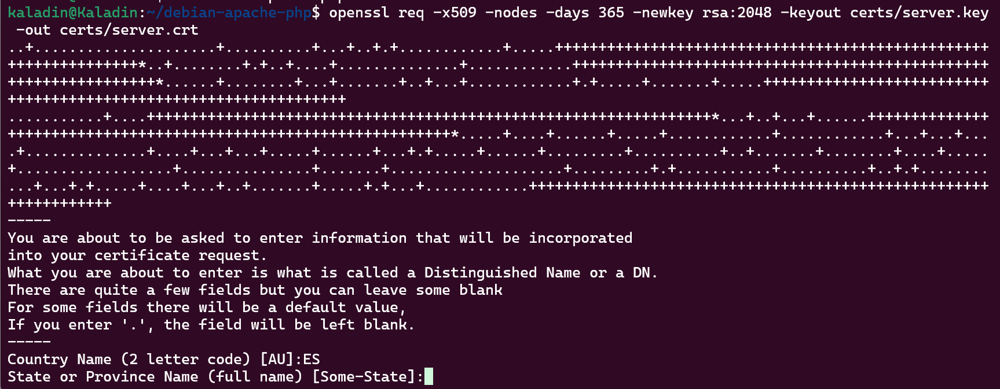 kaladin@Kaladin:~/debian-apache-php$ openssl req -x509 -nodes -days 365 -newkey rsa:2048 -keyout certs/server.key
-out certs/server.crt
-----
You are about to be asked to enter information that will be incorporated
into your certificate request.
What you are about to enter is what is called a Distinguished Name or a DN.
There are quite a few fields but you can leave some blank
For some fields there will be a default value,
If you enter '.', the field will be left blank.
-----
Country Name (2 letter code) [AU]:ES
State or Province Name (full name) [Some-State]: